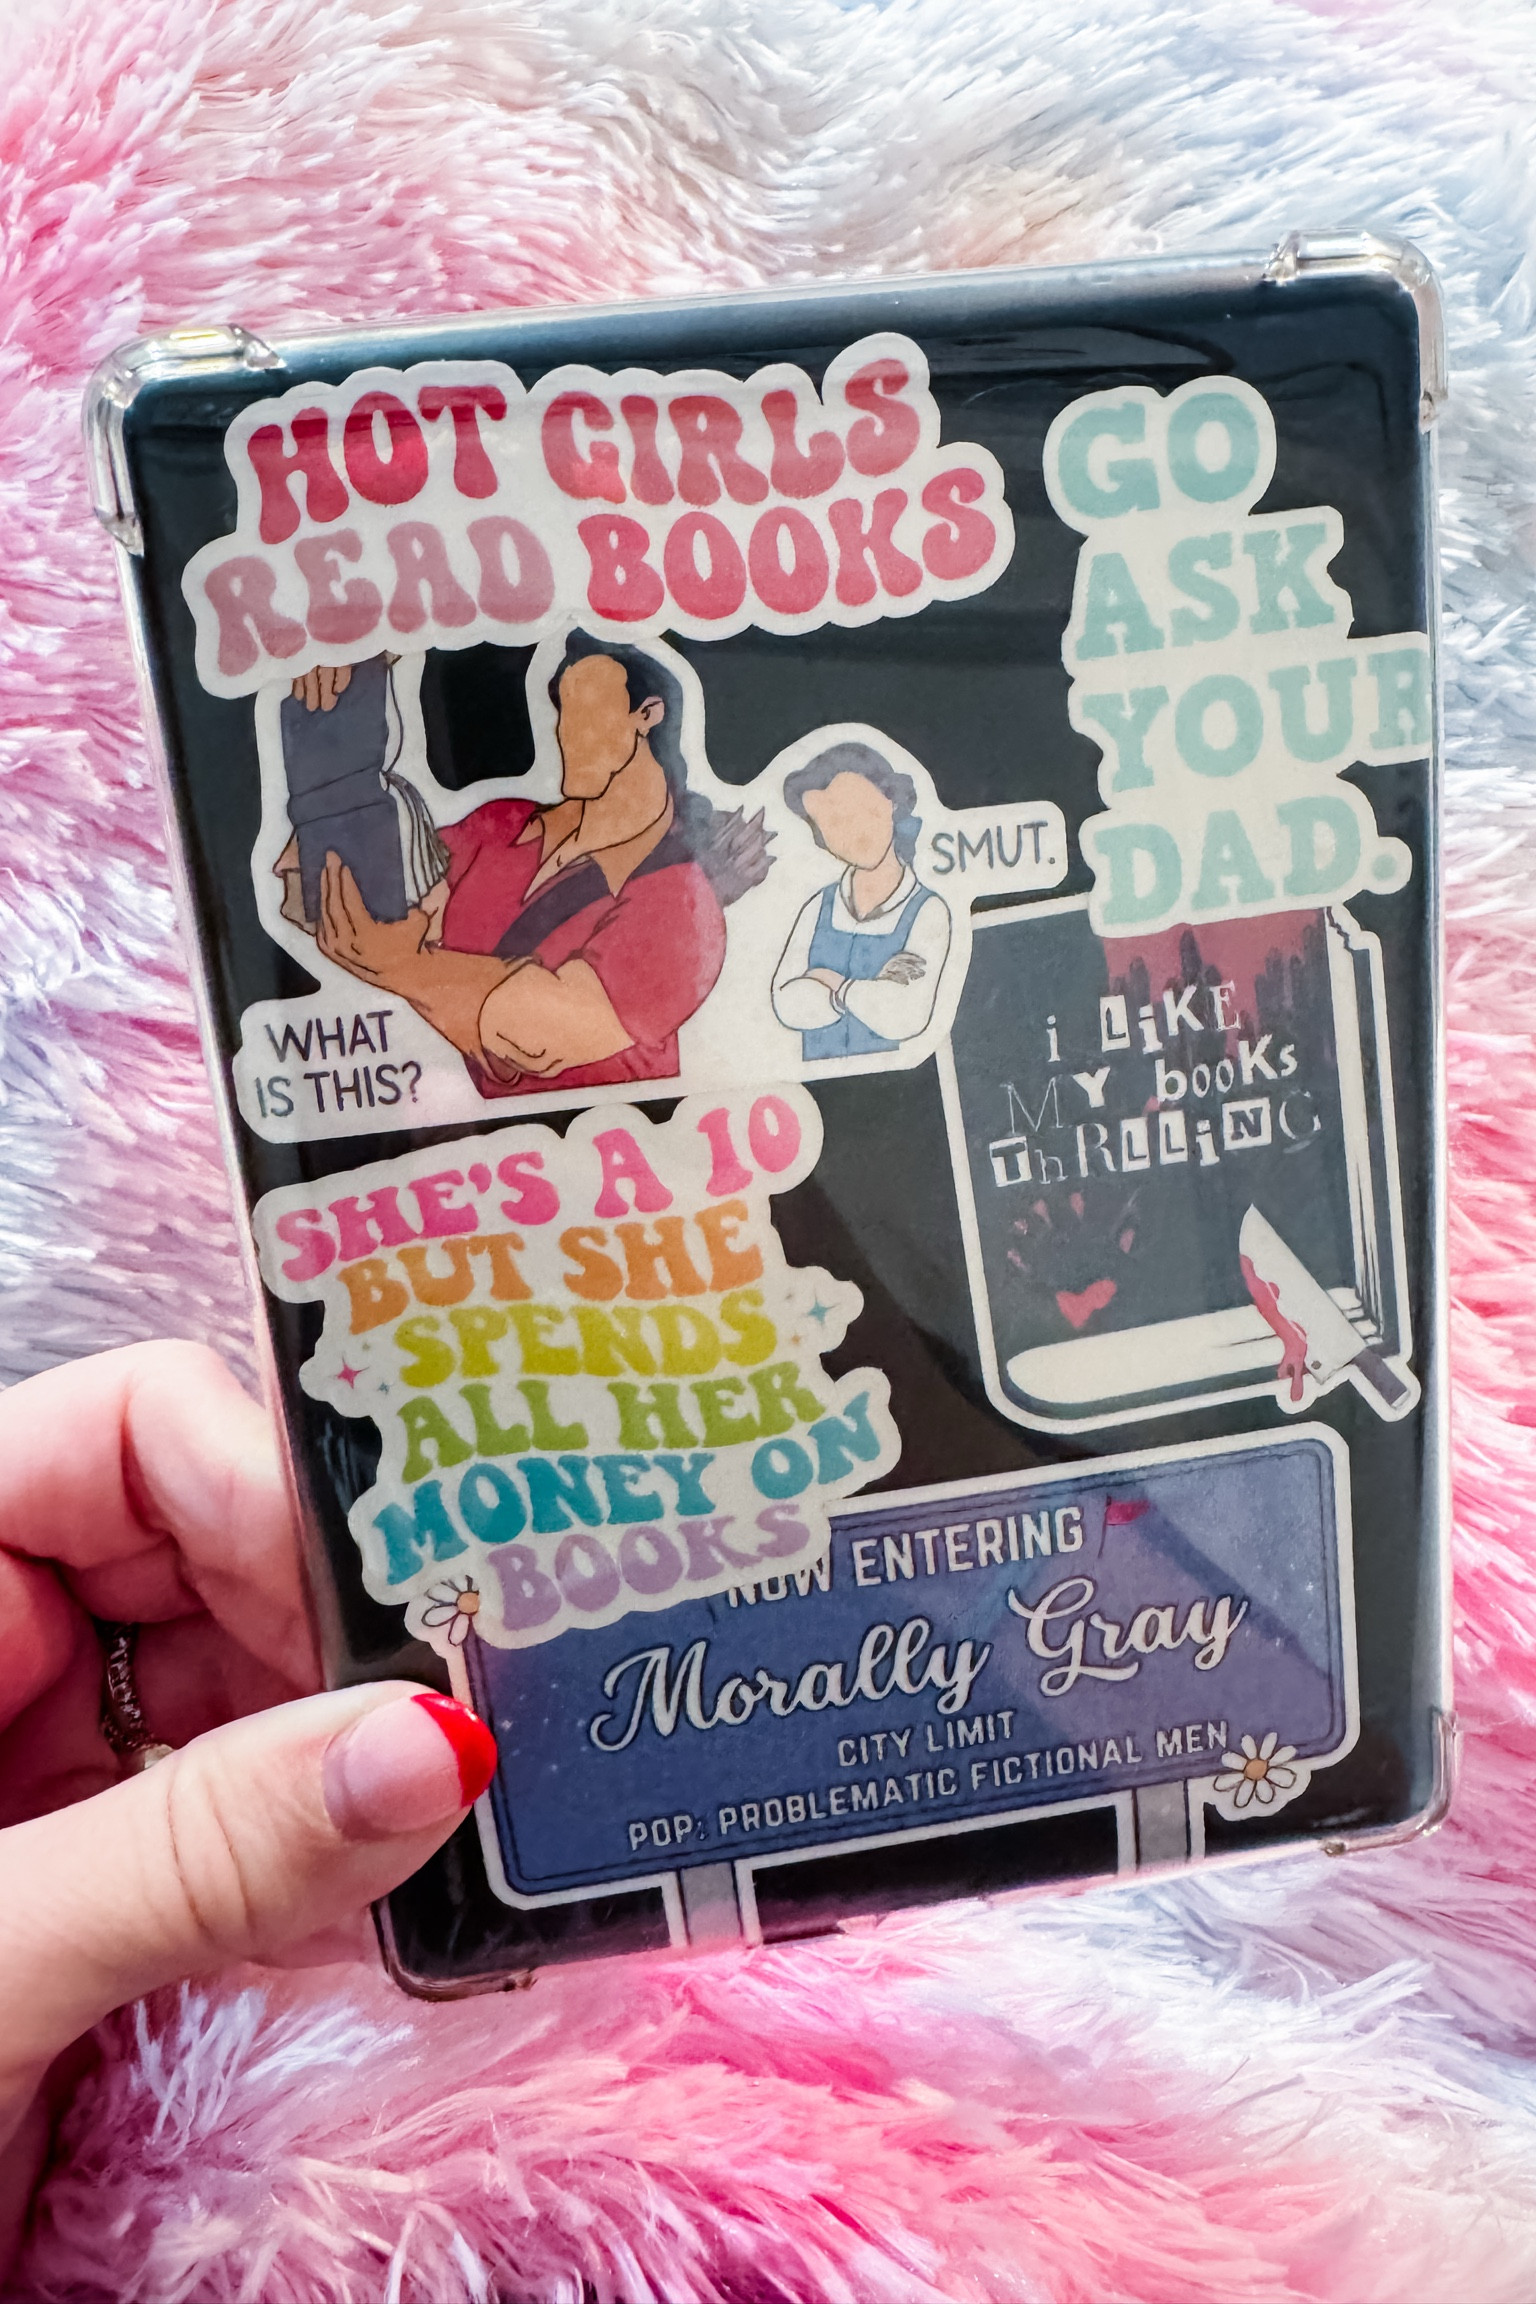 HOT GIRLS
READ BOOKS
GO
ASK
YOUR
DAD.
SMUT.
WHAT
IS THIS?
i LiKE
MY booKs
ThRLLiNG
SHE'S A 10
BUT SHE
SPENDS
ALL HER
MONEY ON
BOOKS
NOW ENTERING
Morally Gray
CITY LIMIT
POP: PROBLEMATIC FICTIONAL MEN